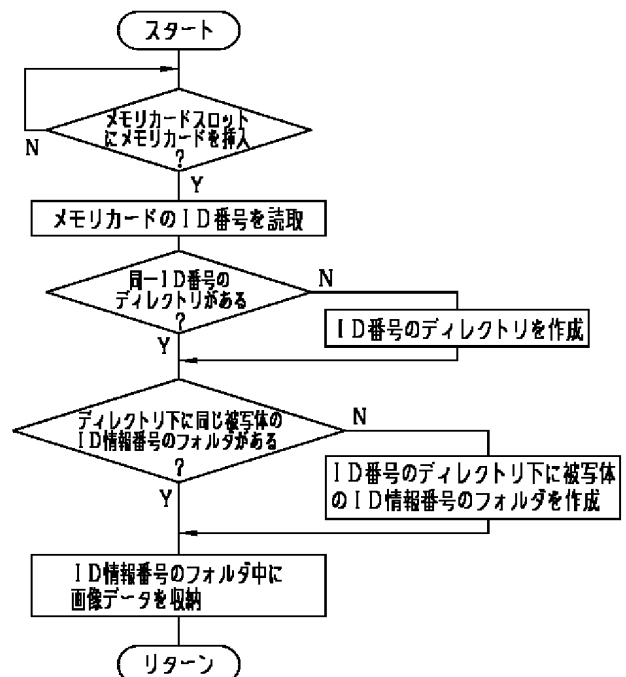 スタート
メモリカードスロット
にメモリカードを挿入
?
N
Y
メモリカードのID番号を読取
同一ID番号の
ディレクトリがある
?
N
Y
ID番号のディレクトリを作成
ディレクトリ下に同じ被写体の
ID情報番号のフォルダがある
?
N
Y
ID番号のディレクトリ下に被写体
のID情報番号のフォルダを作成
ID情報番号のフォルダ中に
画像データを収納
リターン